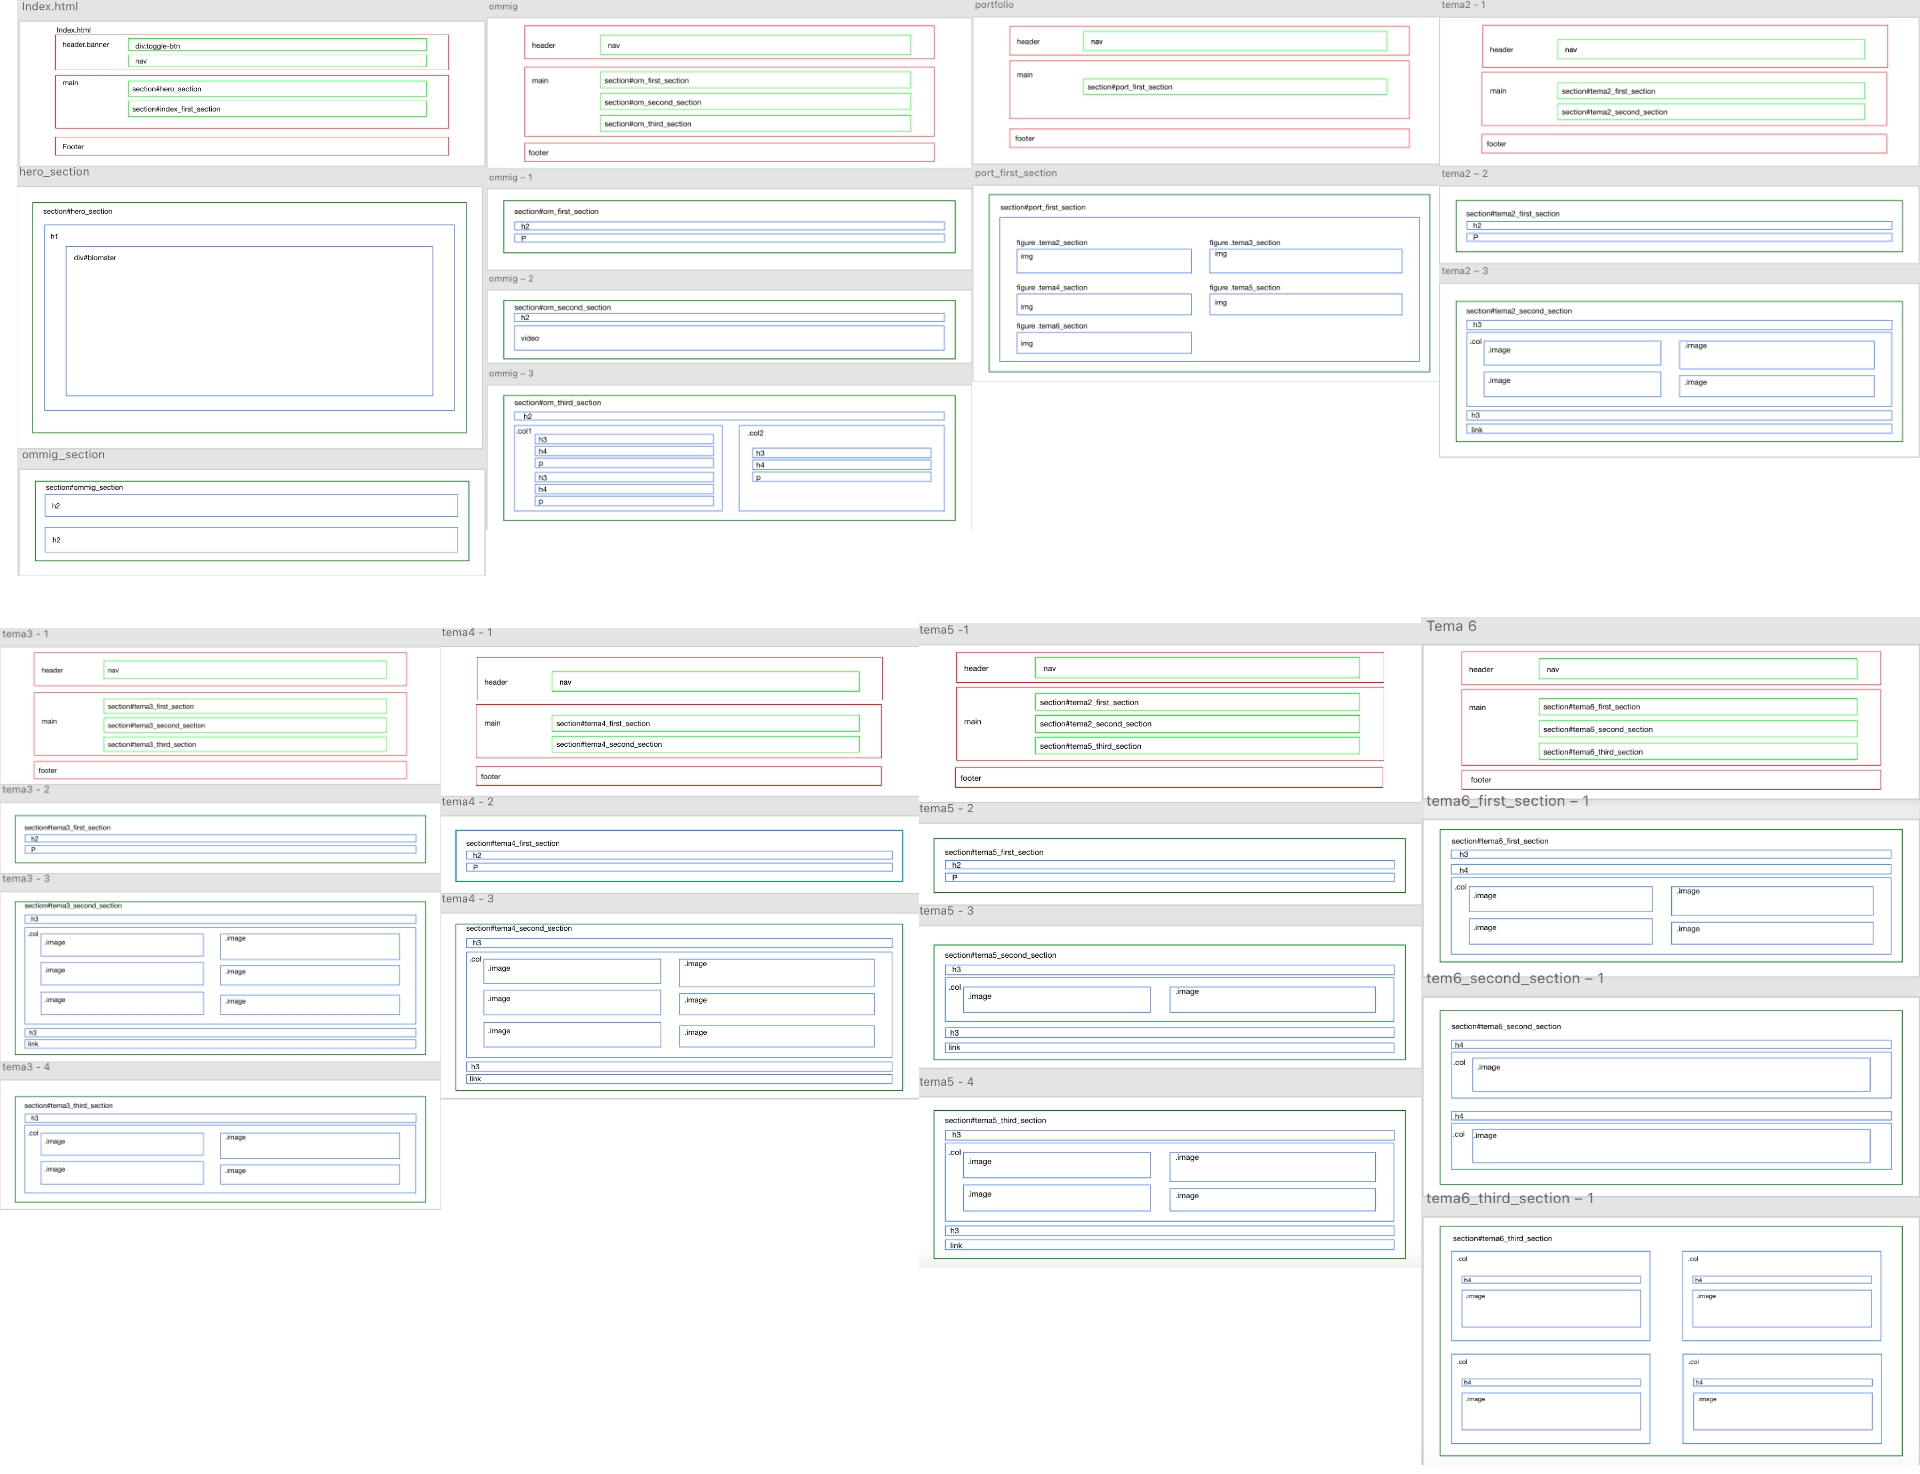 Index.html
Index.html
header.banner
div.toggle-btn
nav
main
section#hero_section
section#index_first_section
Footer
hero_section
section#hero_section
h1
div#blomster
ommig_section
section#ommig_section
h2
h2
ommig
header
nav
main
section#om_first_section
section#om_second_section
section#om_third_section
footer
ommig – 1
section#om_first_section
h2
P
ommig – 2
section#om_second_section
h2
video
ommig – 3
section#om_third_section
h2
.col1
h3
h4
p
h3
h4
p
.col2
h3
h4
p
portfolio
header
nav
main
section#port_first_section
footer
port_first_section
section#port_first_section
figure .tema2_section
img
figure .tema3_section
img
figure .tema4_section
img
figure .tema5_section
img
figure .tema6_section
img
tema2 - 1
header
nav
main
section#tema2_first_section
section#tema2_second_section
footer
tema2 – 2
section#tema2_first_section
h2
P
tema2 – 3
section#tema2_second_section
h3
.col
.image
.image
.image
.image
h3
link
tema3 - 1
header
nav
main
section#tema3_first_section
section#tema3_second_section
section#tema3_third_section
footer
tema3 - 2
section#tema3_first_section
h2
P
tema3 - 3
section#tema3_second_section
h3
.col
.image
.image
.image
.image
.image
.image
h3
link
tema3 - 4
section#tema3_third_section
h3
.col
.image
.image
.image
.image
tema4 - 1
header
nav
main
section#tema4_first_section
section#tema4_second_section
footer
tema4 - 2
section#tema4_first_section
h2
P
tema4 - 3
section#tema4_second_section
h3
.col
.image
.image
.image
.image
.image
.image
h3
link
tema5 -1
header
nav
main
section#tema2_first_section
section#tema2_second_section
section#tema5_third_section
footer
tema5 - 2
section#tema5_first_section
h2
P
tema5 - 3
section#tema5_second_section
h3
.col
.image
.image
h3
link
tema5 - 4
section#tema5_third_section
h3
.col
.image
.image
.image
.image
h3
link
Tema 6
header
nav
main
section#tema6_first_section
section#tema6_second_section
section#tema6_third_section
footer
tema6_first_section – 1
section#tema6_first_section
h3
h4
.col
.image
.image
.image
.image
tem6_second_section – 1
section#tema6_second_section
h4
.col
.image
h4
.col
.image
tema6_third_section – 1
section#tema6_third_section
.col
h4
.image
.col
h4
.image
.col
h4
.image
.col
h4
.image